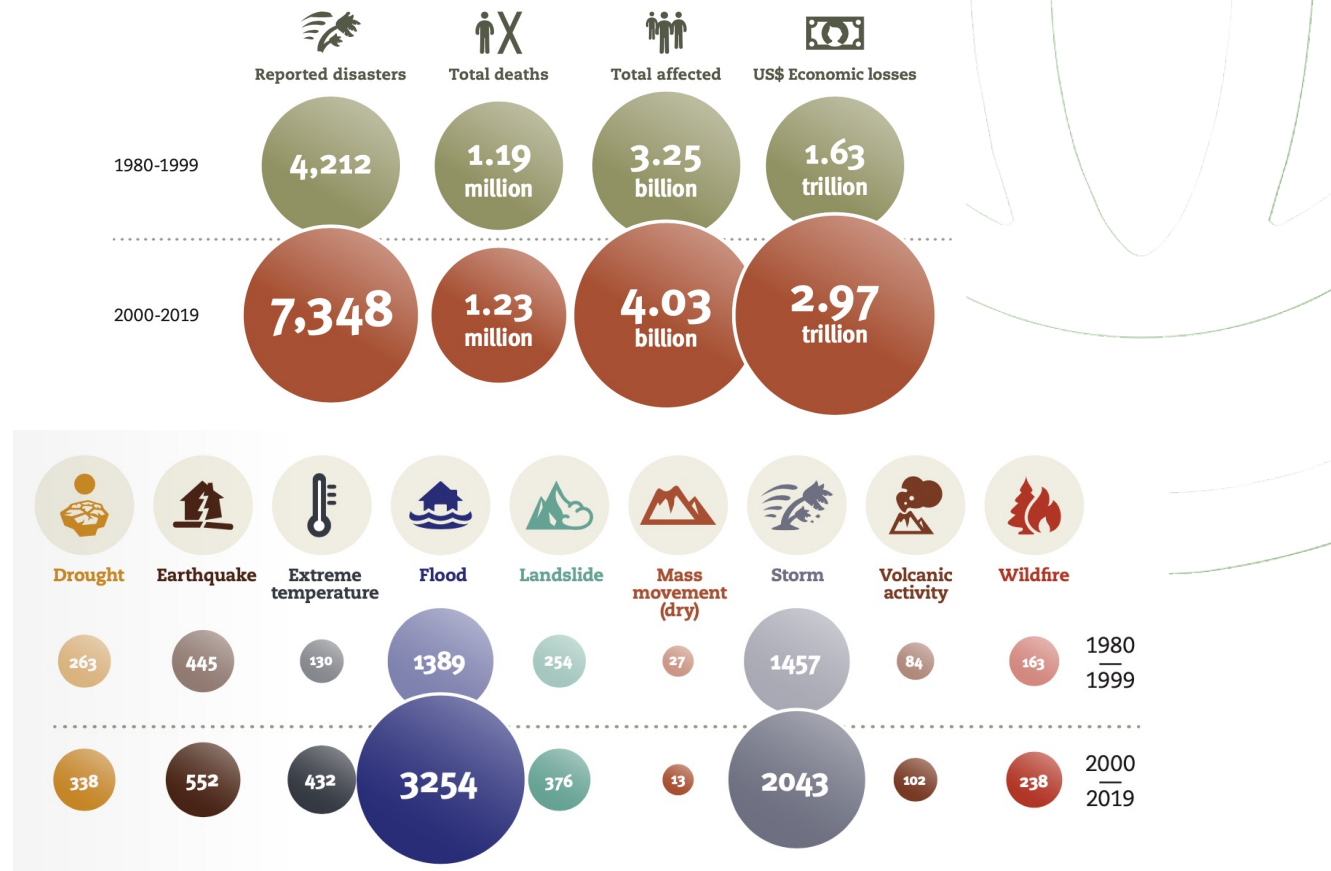 Reported disasters
Total deaths
Total affected
US$ Economic losses
1980-1999
4,212
1.19
million
3.25
billion
1.63
trillion
2000-2019
7,348
1.23
million
4.03
billion
2.97
trillion
Drought
Earthquake
Extreme
temperature
Flood
Landslide
Mass
movement
(dry)
Storm
Volcanic
activity
Wildfire
263
445
130
1389
254
27
1457
84
163
1980
—
1999
338
552
432
3254
376
13
2043
102
238
2000
—
2019